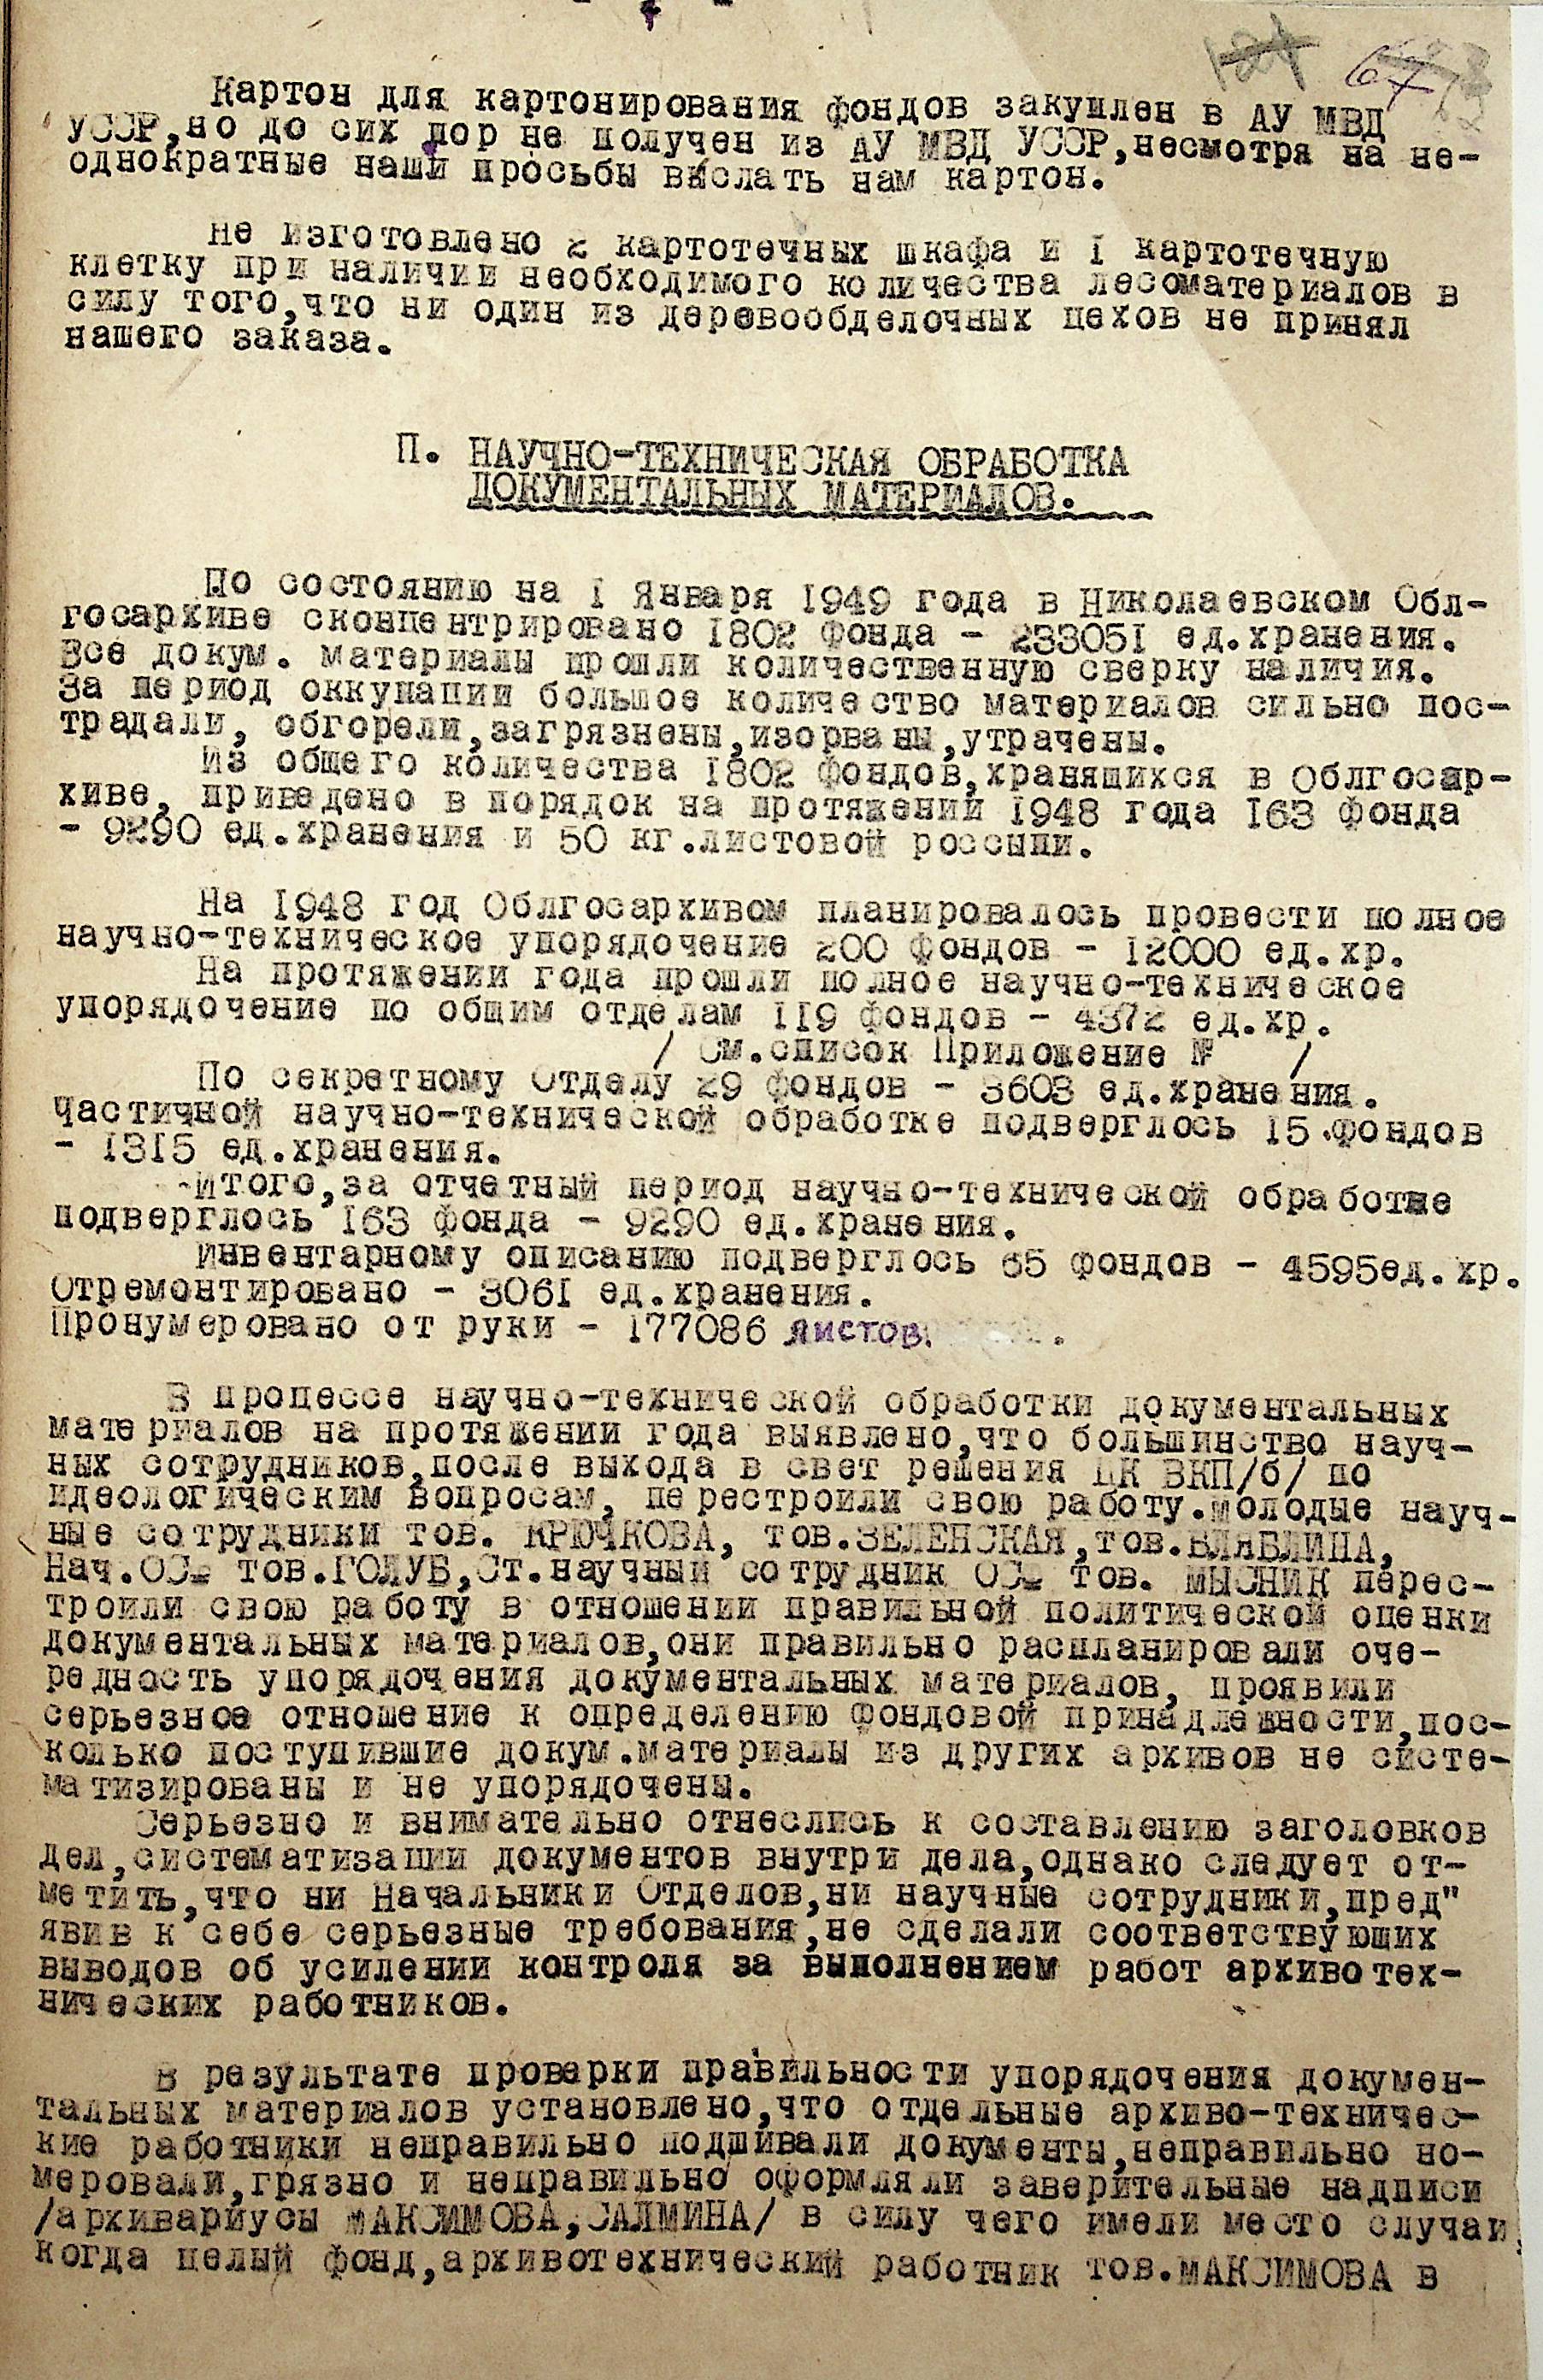 - 4 -
67
Картон для картонирования фондов закуплен в АУ МВД
УССР,но до сих пор не получен из АУ МВД УССР,несмотря на не-
однократные наши просьбы выслать нам картон.
Не изготовлено 2 картотечных шкафа и I картотечную
клетку при наличии необходимого количества лесоматериалов в
силу того,что ни один из деревообделочных цехов не принял
нашего заказа.
П. НАУЧНО-ТЕХНИЧЕСКАЯ ОБРАБОТКА
ДОКУМЕНТАЛЬНЫХ МАТЕРИАЛОВ.
По состоянию на I Января I949 года в Николаевском Обл-
госархиве сконцентрировано I802 фонда - 233051 ед.хранения.
Все докум. материалы прошли количественную сверку наличия.
За период оккупации большое количество материалов сильно пос-
традали, обгорели,загрязнены,изорваны,утрачены.
Из общего количества I802 фондов,хранящихся в Облгосар-
хиве, приведено в порядок на протяжении I948 года I63 фонда
- 9290 ед.хранения и 50 кг.листовой россыпи.
На I948 год Облгосархивом планировалось провести полное
научно-техническое упорядочение 200 фондов - I2000 ед.хр.
На протяжении года прошли полное научно-техническое
упорядочение по общим отделам II9 фондов - 4372 ед.хр.
/ См.список Приложение № /
По секретному Отделу 29 фондов - 3603 ед.хранения.
Частичной научно-технической обработке подверглось I5 фондов
- I3I5 ед.хранения.
Итого,за отчетный период научно-технической обработке
подверглось I63 фонда - 9290 ед.хранения.
Инвентарному описанию подверглось 65 фондов - 4595ед.хр.
Отремонтировано - 3061 ед.хранения.
Пронумеровано от руки - I77086 листов.
В процессе научно-технической обработки документальных
материалов на протяжении года выявлено,что большинство науч-
ных сотрудников,после выхода в свет решения ЦК ВКП/б/ по
идеологическим вопросам, перестроили свою работу.Молодые науч-
ные сотрудники тов. КРЮЧКОВА, тов.ЗЕЛЕНСКАЯ,тов.
Нач. тов.ГОЛУБ,Ст.научный сотрудник тов. МЫСНИК перес-
троили свою работу в отношении правильной политической оценки
документальных материалов,они правильно распланировали оче-
редность упорядочения документальных материалов, проявили
серьезное отношение к определению фондовой принадлежности,пос-
колько поступившие докум.материалы из других архивов не систе-
матизированы и не упорядочены.
Серьезно и внимательно отнеслись к составлению заголовков
дел,систематизации документов внутри дела,однако следует от-
метить,что ни Начальники Отделов,ни научные сотрудники,пред"
явив к себе серьезные требования,не сделали соответствующих
выводов об усилении контроля за выполнением работ архивотех-
нических работников.
В результате проверки правильности упорядочения докумен-
тальных материалов установлено,что отдельные архиво-техничес-
кие работники неправильно подшивали документы,неправильно но-
меровали,грязно и неправильно оформляли заверительные надписи
/архивариусы МАКСИМОВА,САЛМИНА/ в силу чего имели место случаи,
когда целый фонд,архивотехнический работник тов.МАКСИМОВА в